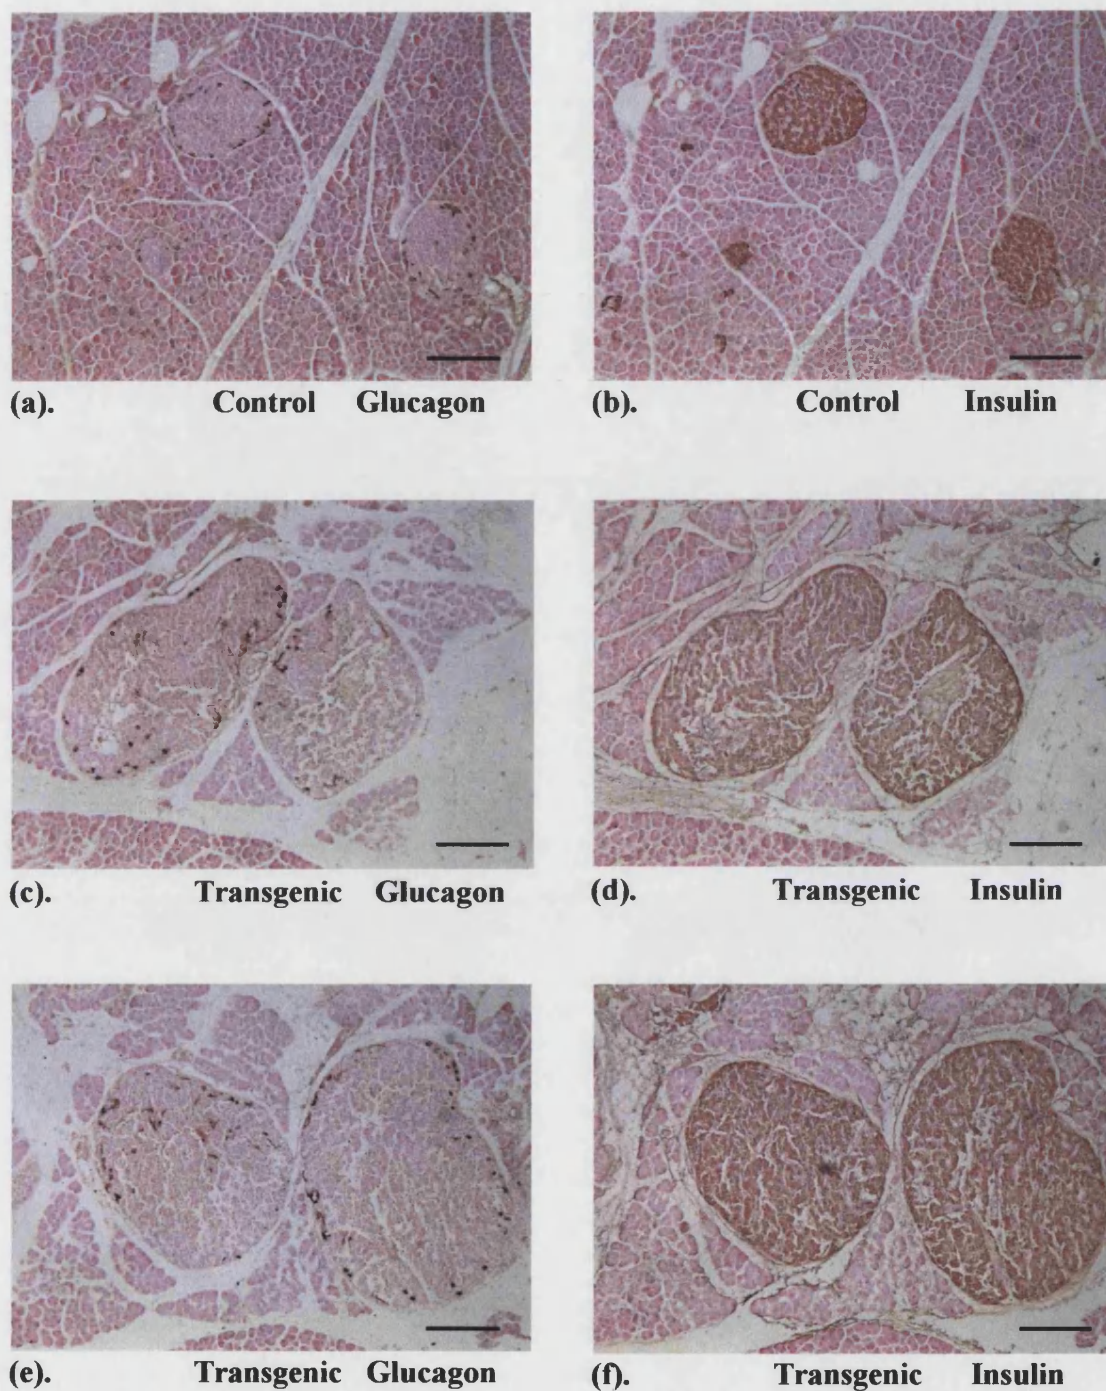 (a). Control Glucagon
(b). Control Insulin
(c). Transgenic Glucagon
(d). Transgenic Insulin
(e). Transgenic Glucagon
(f). Transgenic Insulin